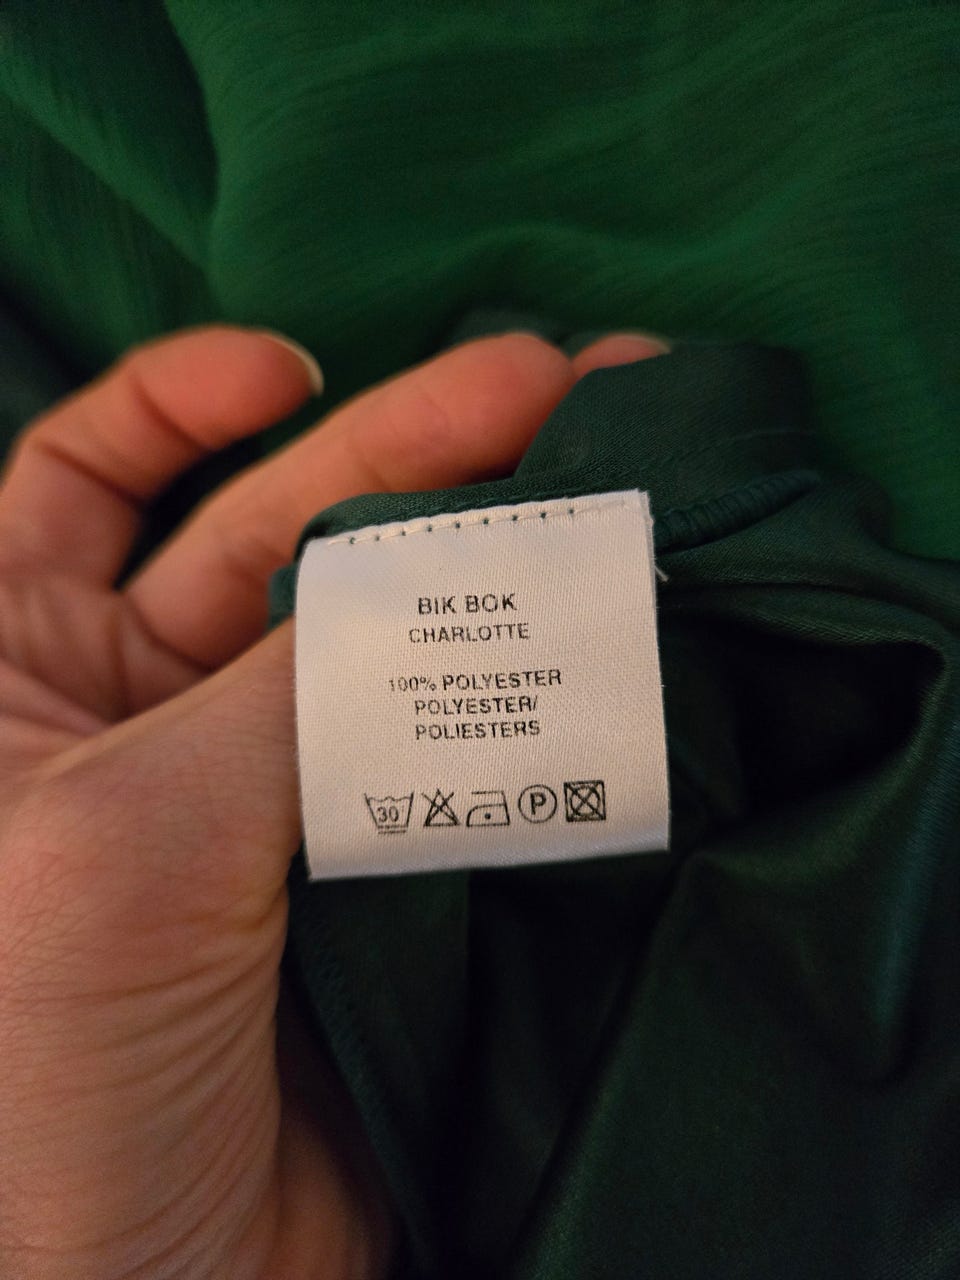 BIK BOK
CHARLOTTE
100% POLYESTER
POLYESTER/
POLIESTERS
30 P